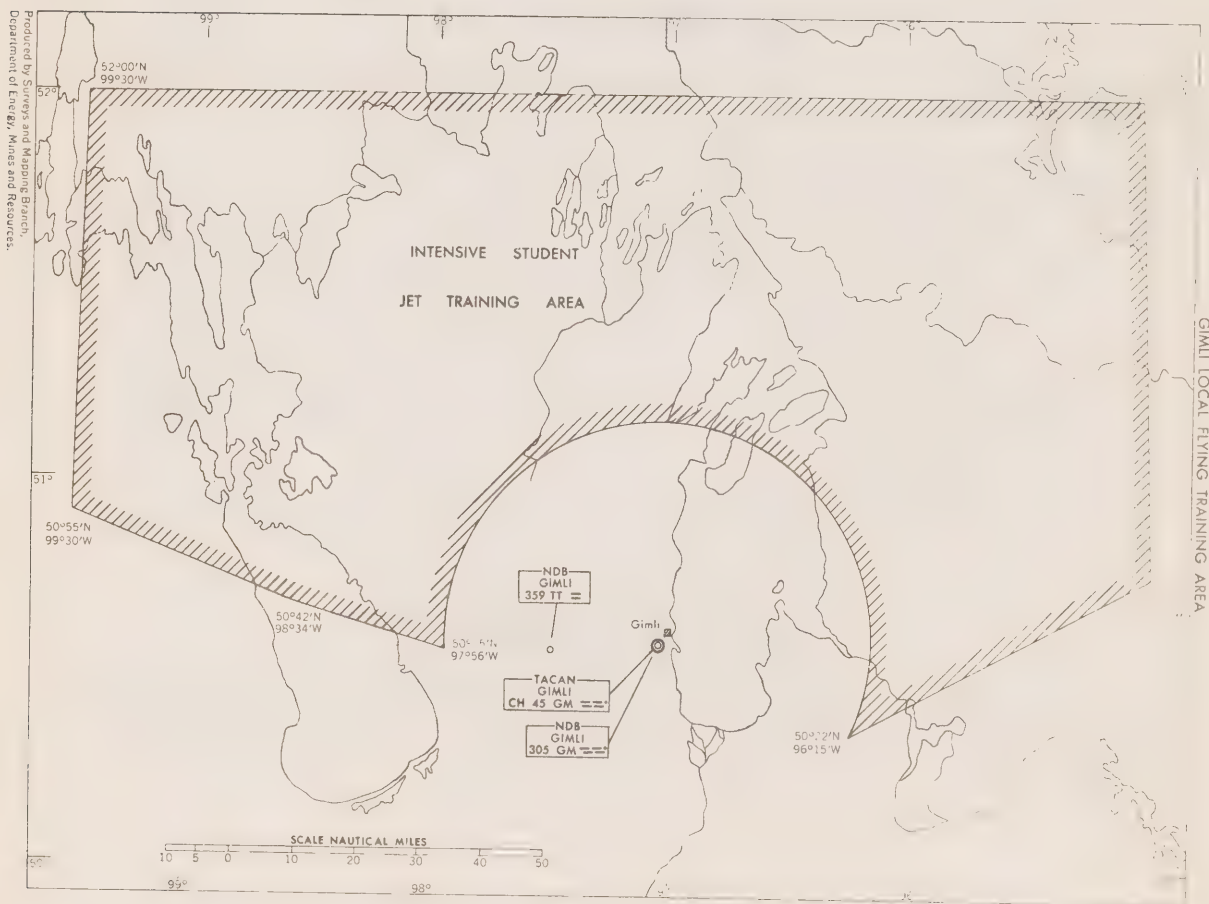 GIMLI LOCAL FLYING TRAINING AREA
99°
98°
52°00'N
99°30'W
52°
INTENSIVE STUDENT
JET TRAINING AREA
51°
50°55'N
99°30'W
50°42'N
98°34'W
97°56'W
NDB
GIMLI
359 TT
Gimli
TACAN
GIMLI
CH 45 GM
NDB
GIMLI
305 GM
96°15'W
SCALE NAUTICAL MILES
10 5 0 10 20 30 40 50
99°
98°
Produced by Surveys and Mapping Branch,
Department of Energy, Mines and Resources.